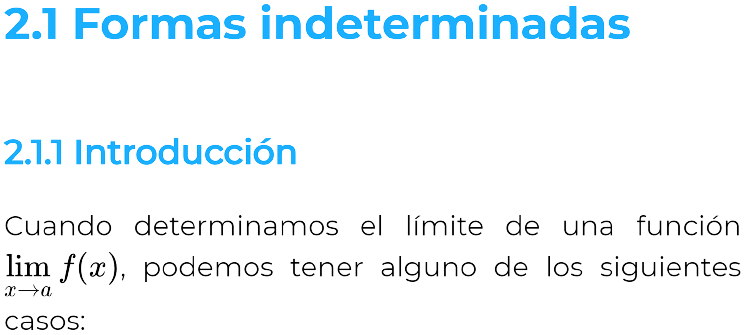 2.1 Formas indeterminadas
2.1.1 Introducción
Cuando determinamos el límite de una función
lim x→a f(x), podemos tener alguno de los siguientes
casos: